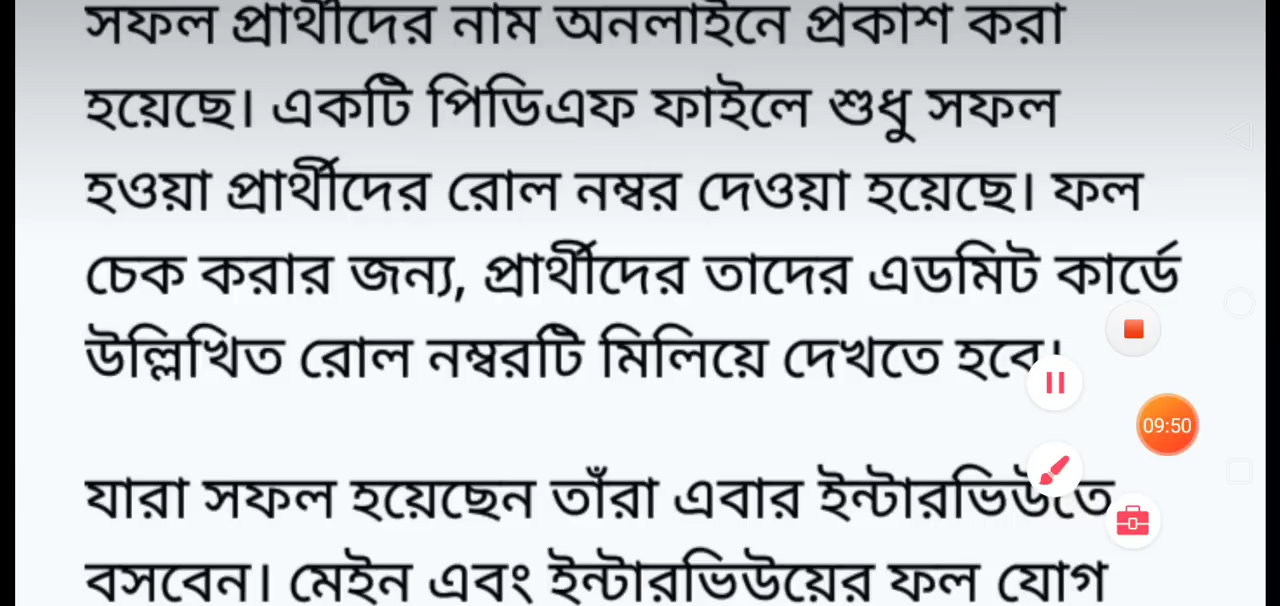 সফল প্রার্থীদের নাম অনলাইনে প্রকাশ করা
হয়েছে। একটি পিডিএফ ফাইলে শুধু সফল
হওয়া প্রার্থীদের রোল নম্বর দেওয়া হয়েছে। ফল
চেক করার জন্য, প্রার্থীদের তাদের এডমিট কার্ডে
উল্লিখিত রোল নম্বরটি মিলিয়ে দেখতে হবে।
09:50
যারা সফল হয়েছেন তাঁরা এবার ইন্টারভিউতে
বসবেন। মেইন এবং ইন্টারভিউয়ের ফল যোগ